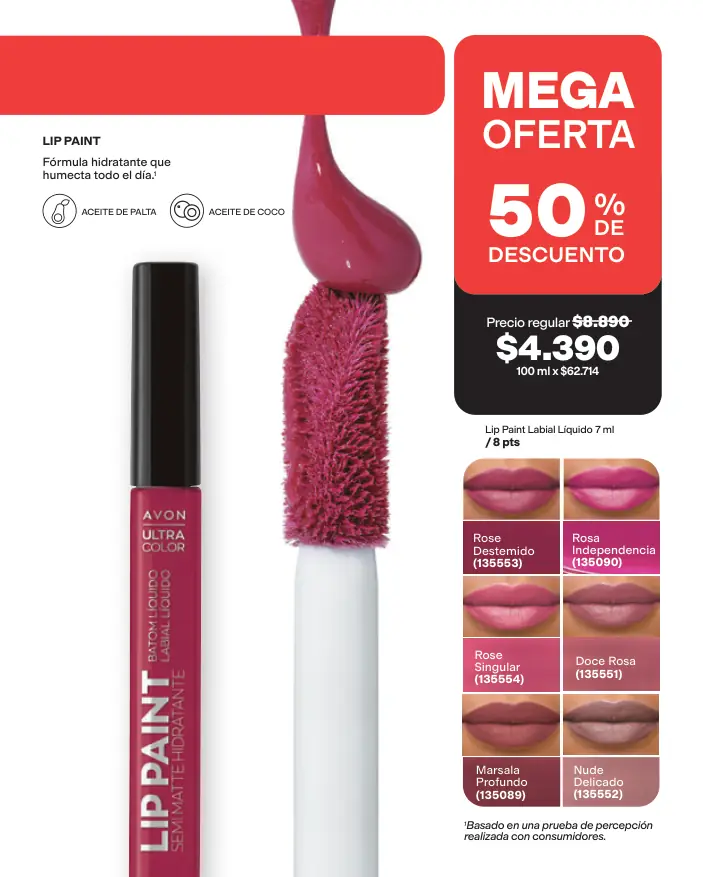 LIP PAINT
Fórmula hidratante que
humecta todo el día.¹
ACEITE DE PALTA
ACEITE DE COCO
MEGA
OFERTA
50 %
DE
DESCUENTO
Precio regular $8.890
$4.390
100 ml x $62.714
Lip Paint Labial Líquido 7 ml
/ 8 pts
Rose
Destemido
(135553)
Rosa
Independencia
(135090)
Rose
Singular
(135554)
Doce Rosa
(135551)
Marsala
Profundo
(135089)
Nude
Delicado
(135552)
¹Basado en una prueba de percepción
realizada con consumidores.
AVON
ULTRA
COLOR
LIP PAINT
BATOM LÍQUIDO
LABIAL LÍQUIDO
SEMI MATTE HIDRATANTE